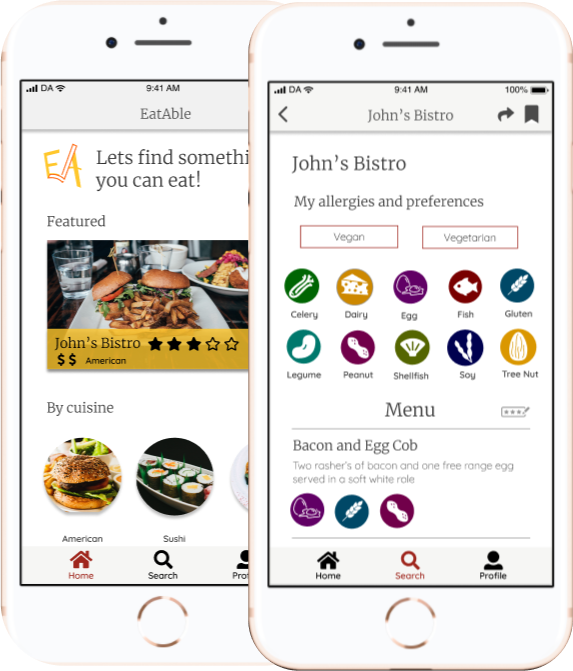 DA
9:41 AM
EatAble
EA
Lets find somethi
you can eat!
Featured
John's Bistro
$$ American
By cuisine
American
Sushi
Home
Search
Prof
DA
9:41 AM
100%
John's Bistro
John's Bistro
My allergies and preferences
Vegan
Vegetarian
Celery
Dairy
Egg
Fish
Gluten
Legume
Peanut
Shellfish
Soy
Tree Nut
Menu
Bacon and Egg Cob
Two rasher's of bacon and one free range egg
served in a soft white role
Home
Search
Profile